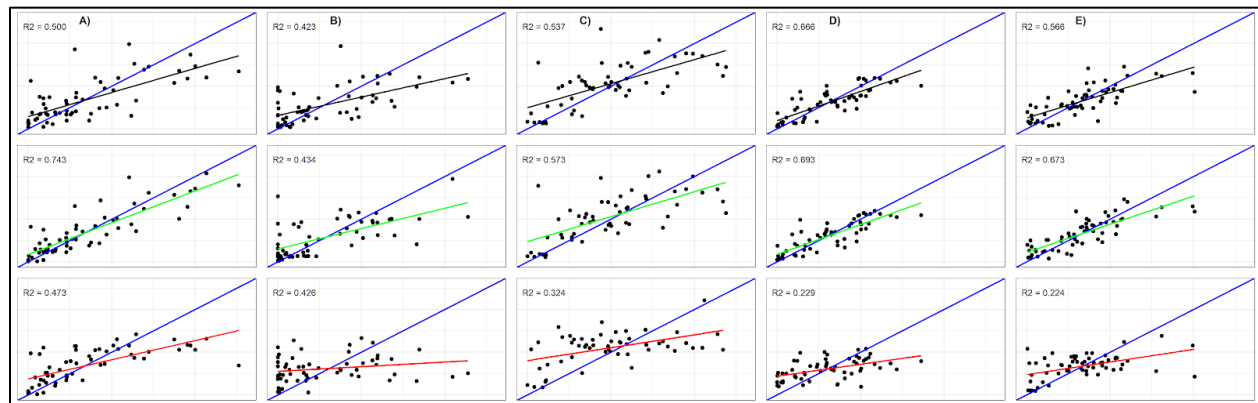 R2 = 0.500 A) R2 = 0.423 B) R2 = 0.537 C) R2 = 0.666 D) R2 = 0.566 E)
R2 = 0.743 R2 = 0.434 R2 = 0.573 R2 = 0.693 R2 = 0.673
R2 = 0.473 R2 = 0.426 R2 = 0.324 R2 = 0.229 R2 = 0.224